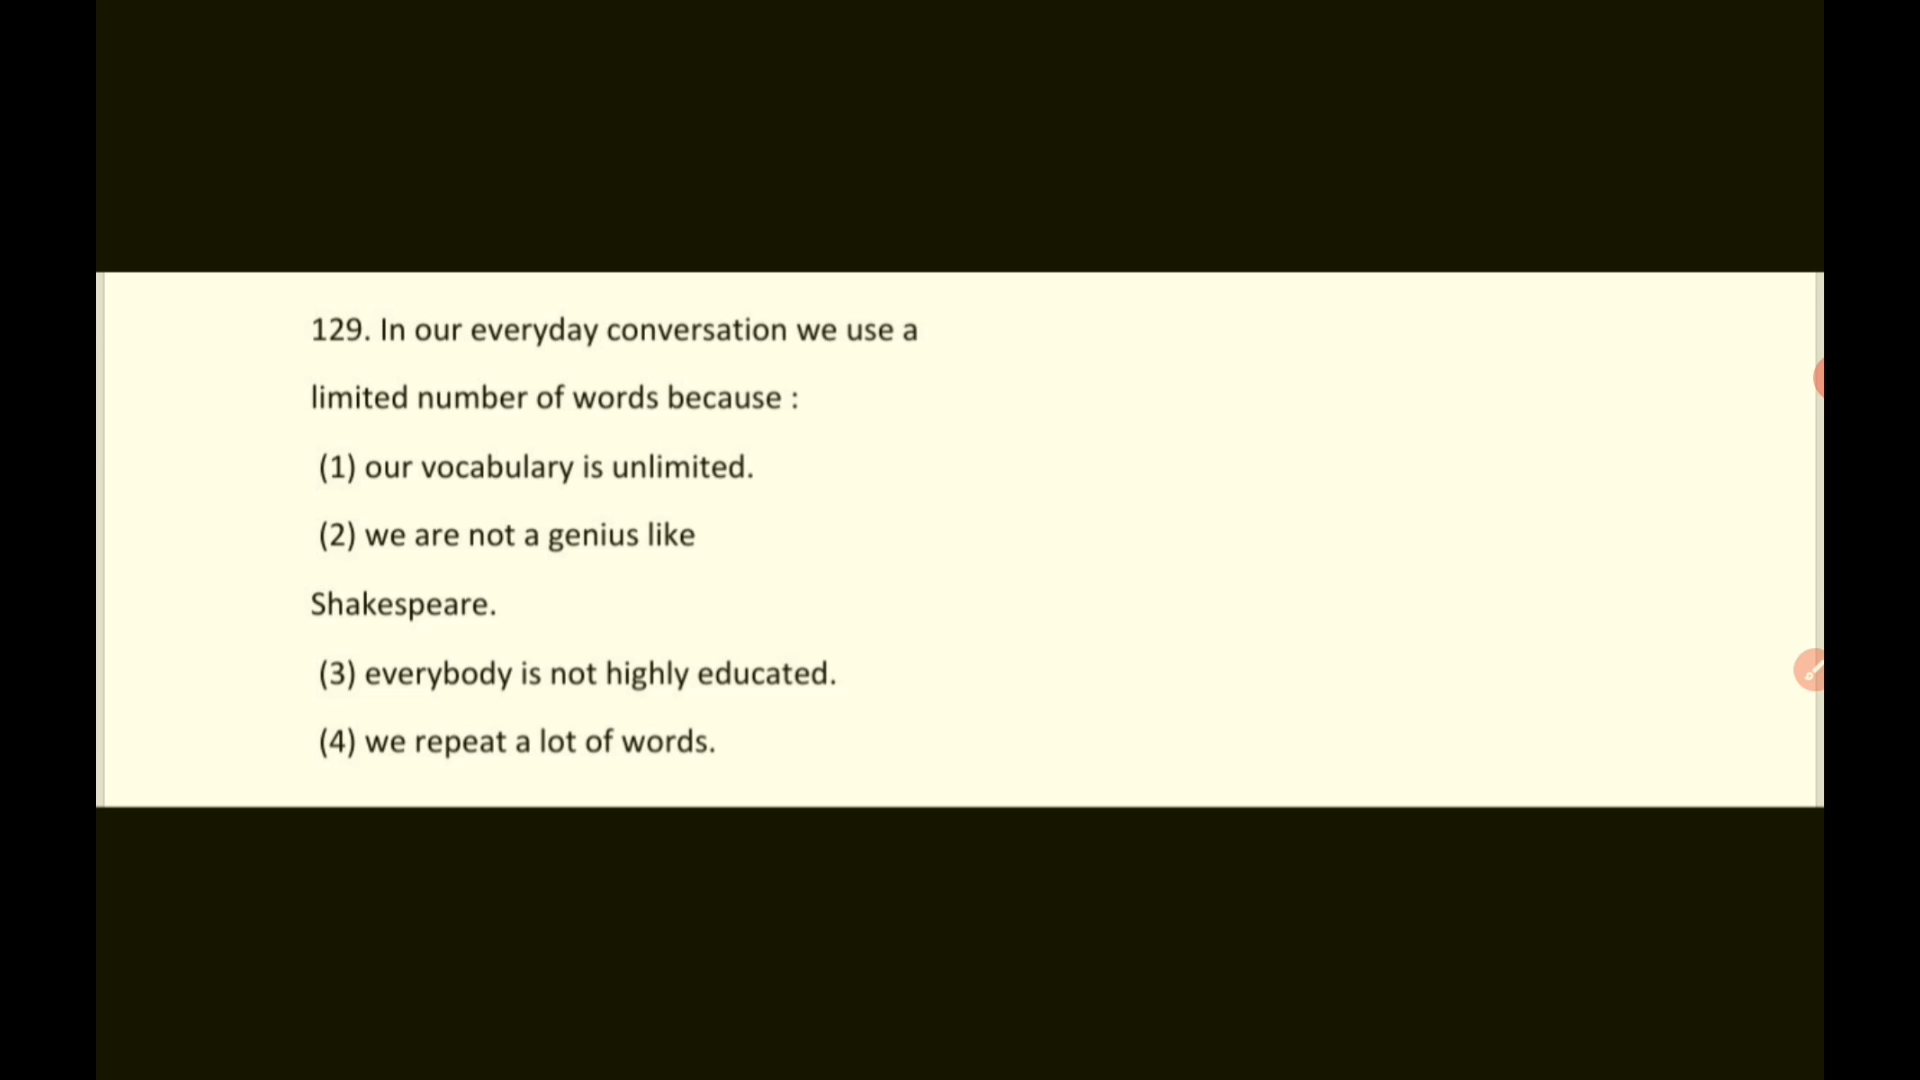 129. In our everyday conversation we use a
limited number of words because :
(1) our vocabulary is unlimited.
(2) we are not a genius like
Shakespeare.
(3) everybody is not highly educated.
(4) we repeat a lot of words.